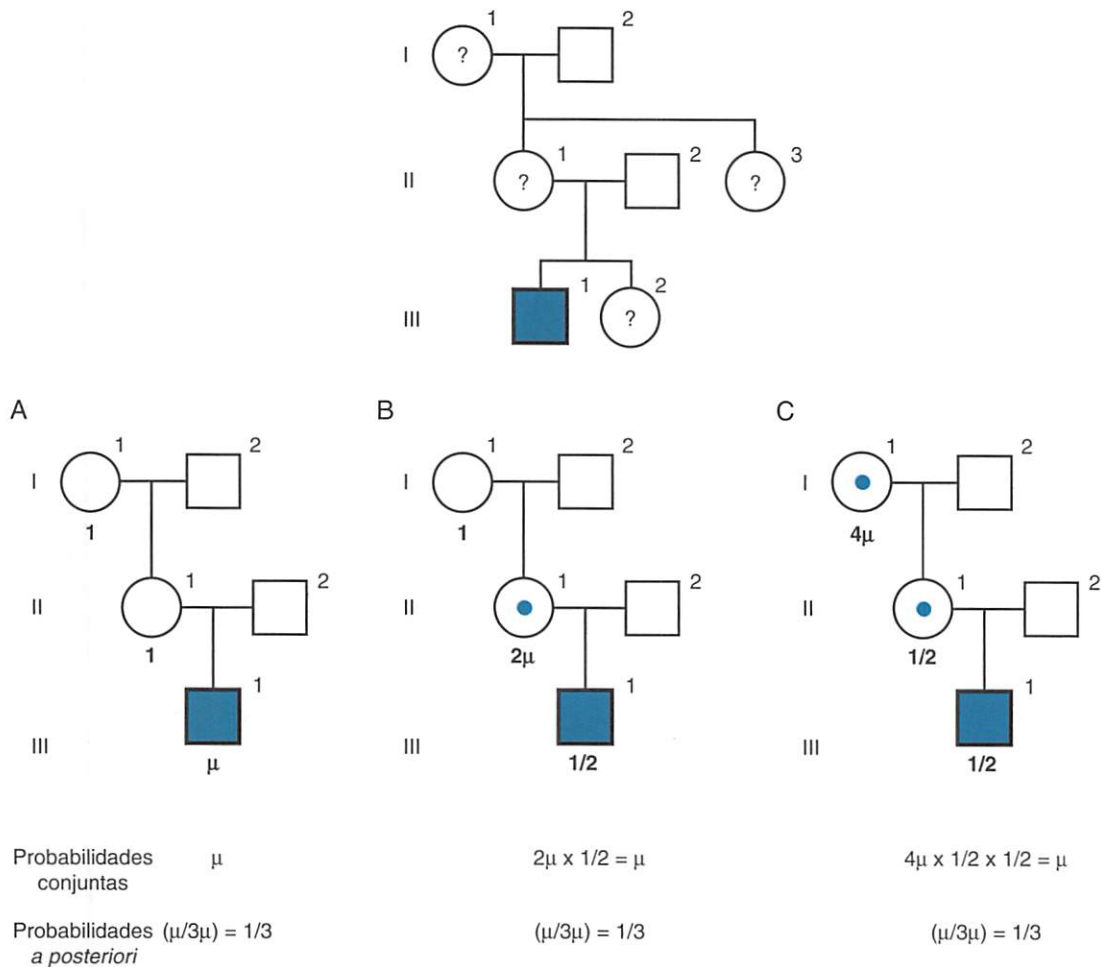 1 2
I ?
1 2 3
II ? ?
1 2
III ?
A B C
1 2 1 2 1 2
I I I
1 1 4µ
1 2 1 2 1 2
II II II
1 2µ 1/2
1 1 1
III III III
µ 1/2 1/2
Probabilidades µ 2µ x 1/2 = µ 4µ x 1/2 x 1/2 = µ
conjuntas
Probabilidades (µ/3µ) = 1/3 (µ/3µ) = 1/3 (µ/3µ) = 1/3
a posteriori